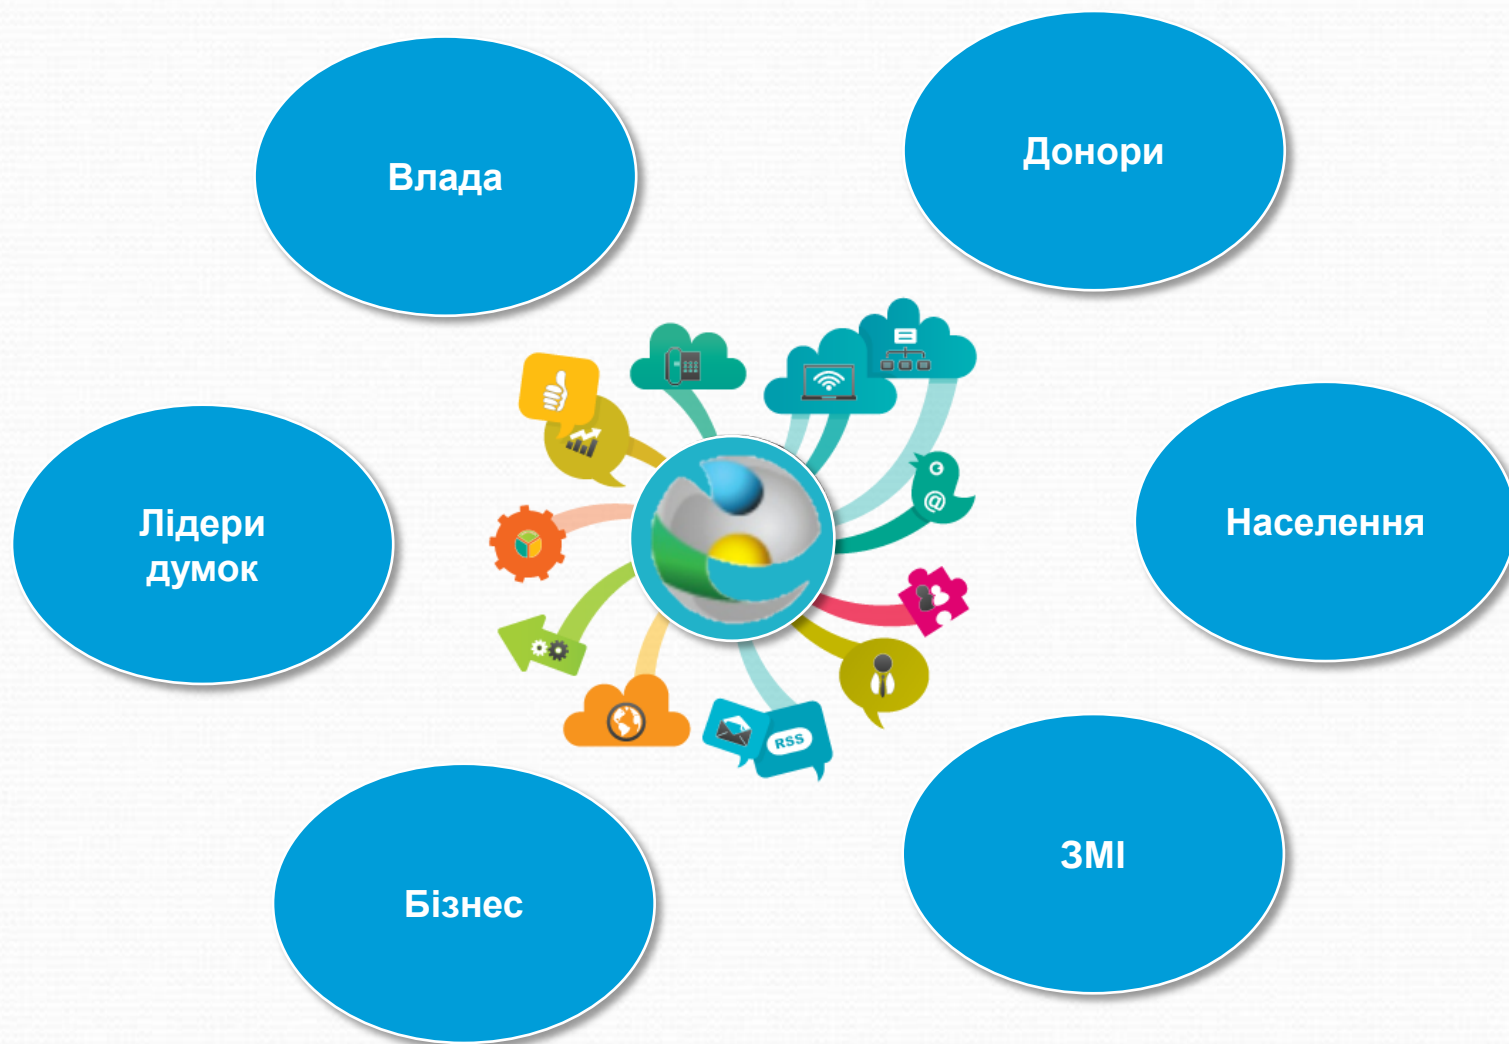 Влада
Донори
Лідери
думок
Населення
@
RSS
Бізнес
ЗМІ